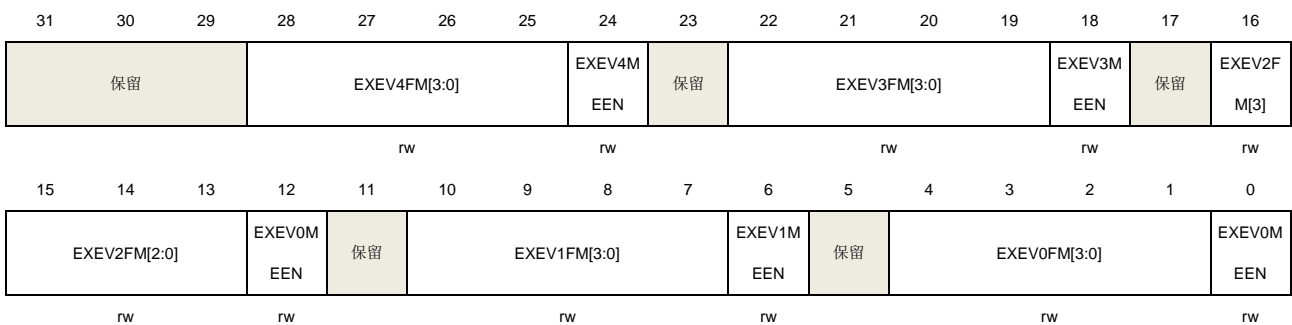 31 30 29 28 27 26 25 24 23 22 21 20 19 18 17 16
保留 EXEV4FM[3:0] EXEV4M EEN 保留 EXEV3FM[3:0] EXEV3M EEN 保留 EXEV2F M[3]
rw rw rw rw rw
15 14 13 12 11 10 9 8 7 6 5 4 3 2 1 0
EXEV2FM[2:0] EXEV0M EEN 保留 EXEV1FM[3:0] EXEV1M EEN 保留 EXEV0FM[3:0] EXEV0M EEN
rw rw rw rw rw rw